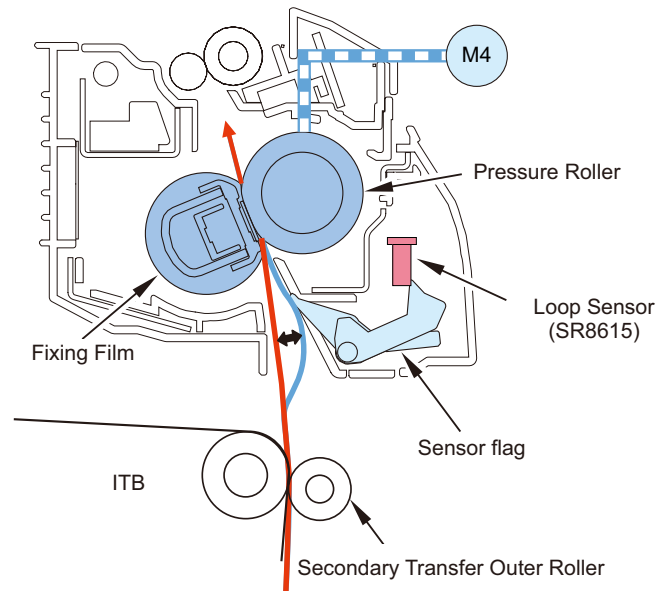 M4
Pressure Roller
Loop Sensor
(SR8615)
Fixing Film
Sensor flag
ITB
Secondary Transfer Outer Roller